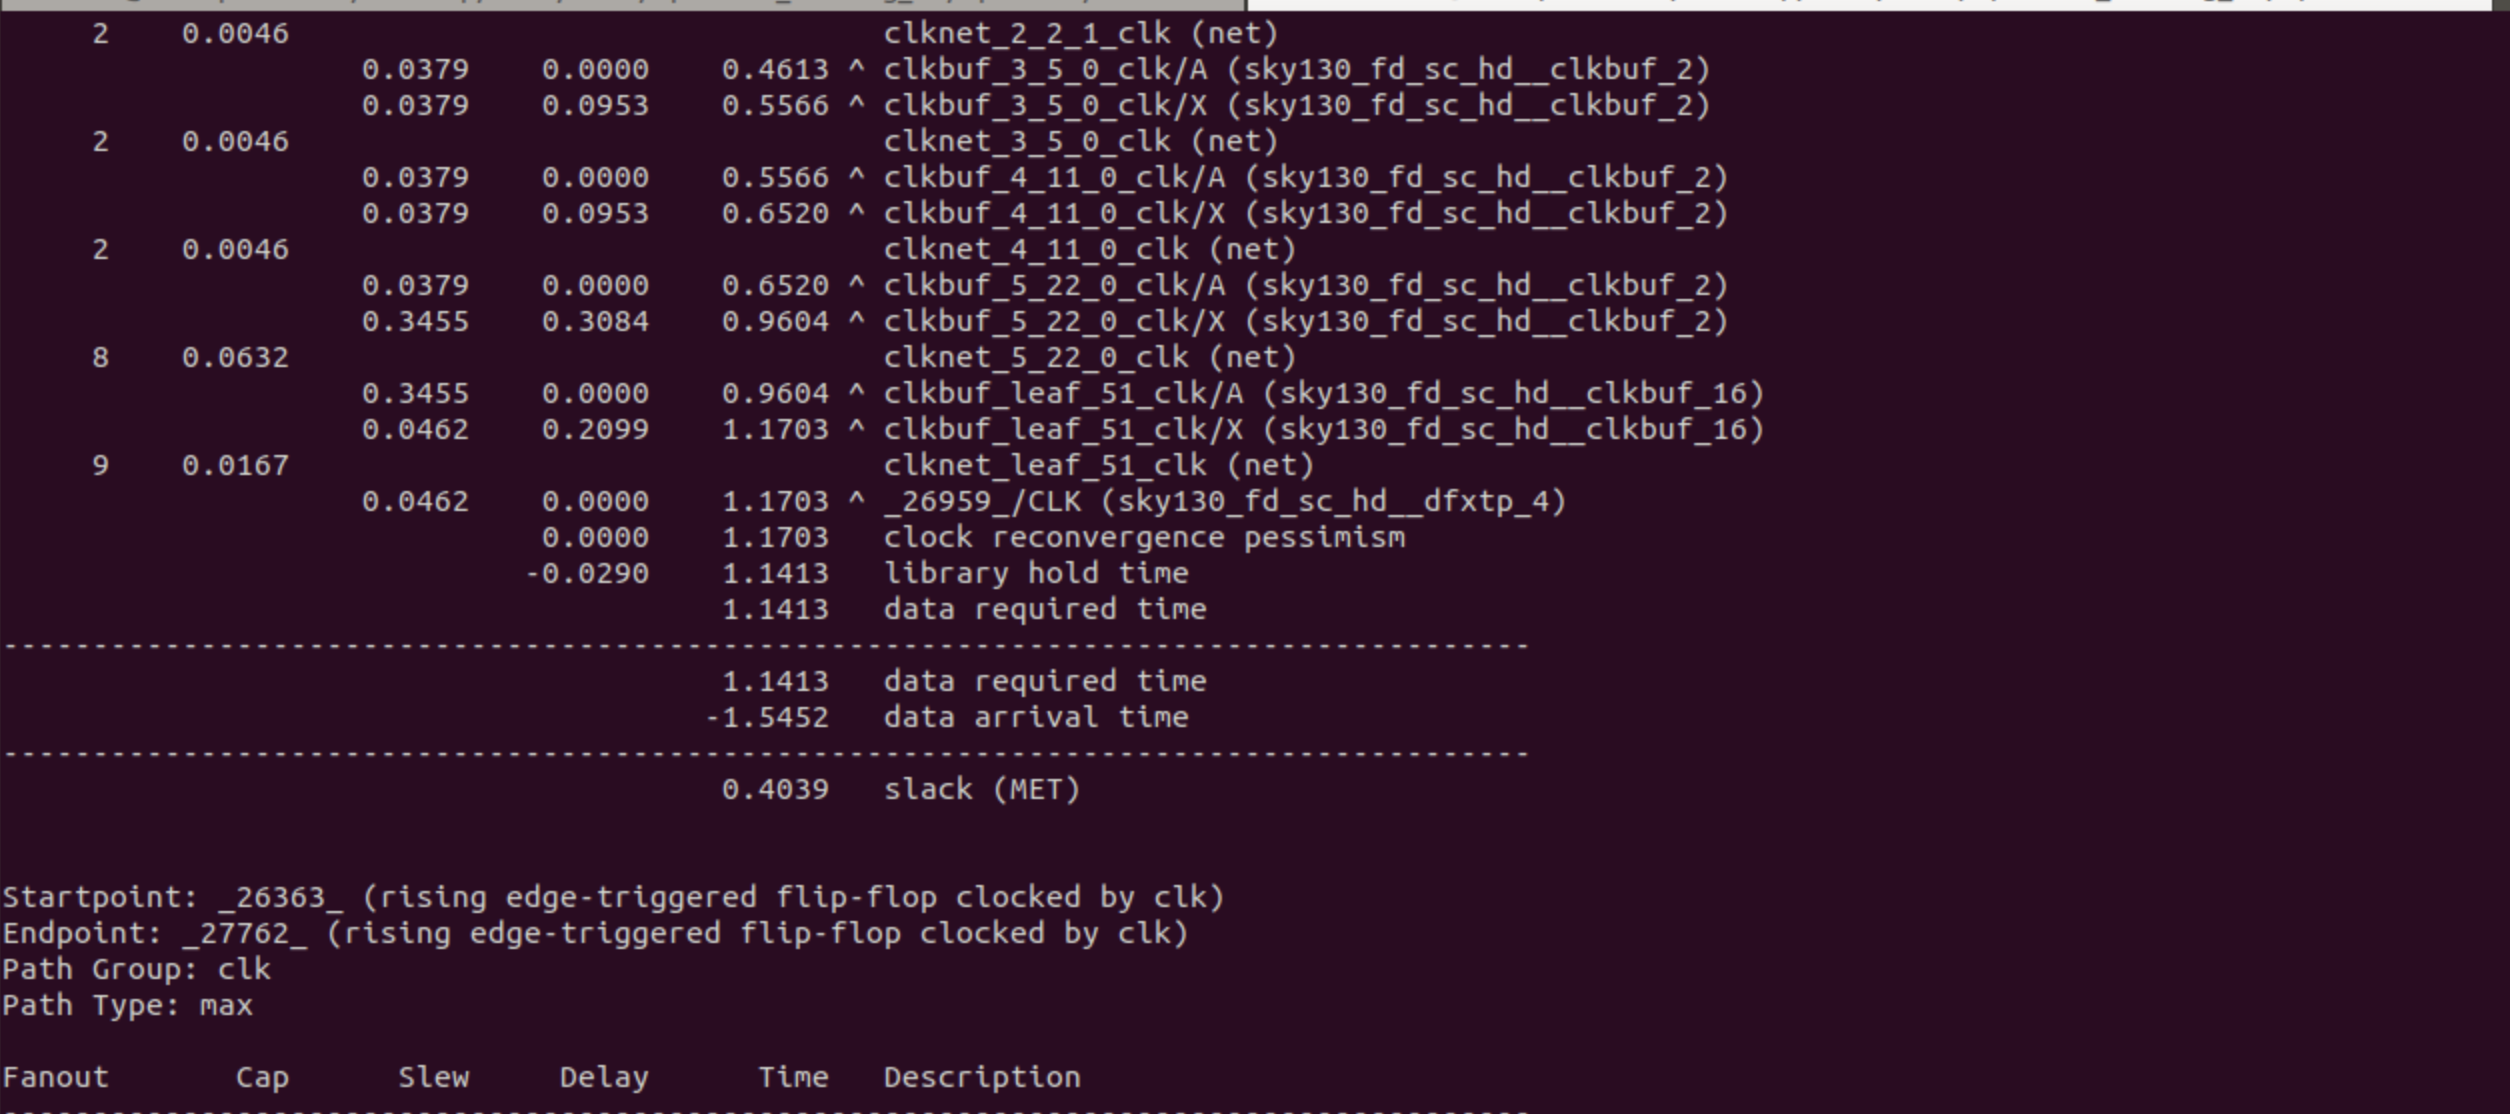 2 0.0046 clknet_2_2_1_clk (net)
0.0379 0.0000 0.4613 ^ clkbuf_3_5_0_clk/A (sky130_fd_sc_hd__clkbuf_2)
0.0379 0.0953 0.5566 ^ clkbuf_3_5_0_clk/X (sky130_fd_sc_hd__clkbuf_2)
2 0.0046 clknet_3_5_0_clk (net)
0.0379 0.0000 0.5566 ^ clkbuf_4_11_0_clk/A (sky130_fd_sc_hd__clkbuf_2)
0.0379 0.0953 0.6520 ^ clkbuf_4_11_0_clk/X (sky130_fd_sc_hd__clkbuf_2)
2 0.0046 clknet_4_11_0_clk (net)
0.0379 0.0000 0.6520 ^ clkbuf_5_22_0_clk/A (sky130_fd_sc_hd__clkbuf_2)
0.3455 0.3084 0.9604 ^ clkbuf_5_22_0_clk/X (sky130_fd_sc_hd__clkbuf_2)
8 0.0632 clknet_5_22_0_clk (net)
0.3455 0.0000 0.9604 ^ clkbuf_leaf_51_clk/A (sky130_fd_sc_hd__clkbuf_16)
0.0462 0.2099 1.1703 ^ clkbuf_leaf_51_clk/X (sky130_fd_sc_hd__clkbuf_16)
9 0.0167 clknet_leaf_51_clk (net)
0.0462 0.0000 1.1703 ^ _26959_/CLK (sky130_fd_sc_hd__dfxtp_4)
0.0000 1.1703 clock reconvergence pessimism
-0.0290 1.1413 library hold time
1.1413 data required time
-------------------------------------------------------------------------------------
1.1413 data required time
-1.5452 data arrival time
-------------------------------------------------------------------------------------
0.4039 slack (MET)
Startpoint: _26363_ (rising edge-triggered flip-flop clocked by clk)
Endpoint: _27762_ (rising edge-triggered flip-flop clocked by clk)
Path Group: clk
Path Type: max
Fanout Cap Slew Delay Time Description
-------------------------------------------------------------------------------------